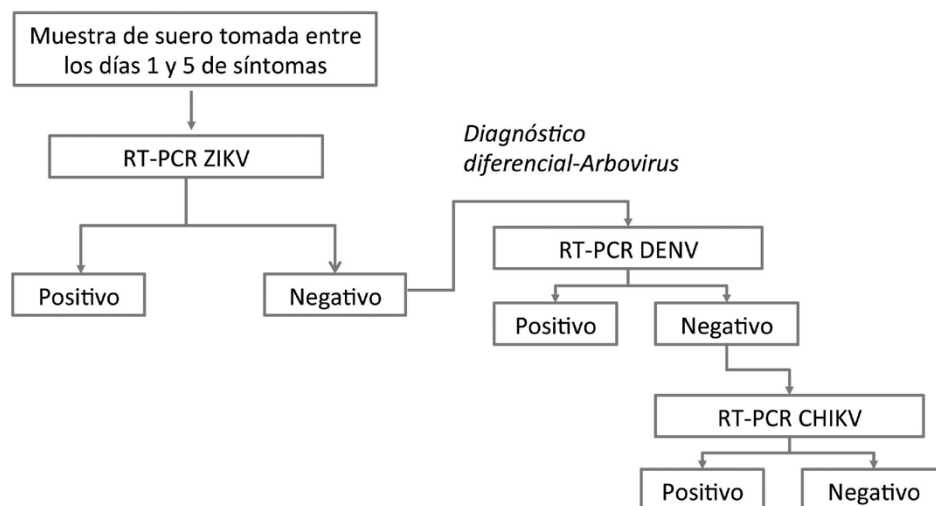 Muestra de suero tomada entre
los días 1 y 5 de síntomas
RT-PCR ZIKV
Diagnóstico
diferencial-Arbovirus
Positivo
Negativo
RT-PCR DENV
Positivo
Negativo
RT-PCR CHIKV
Positivo
Negativo